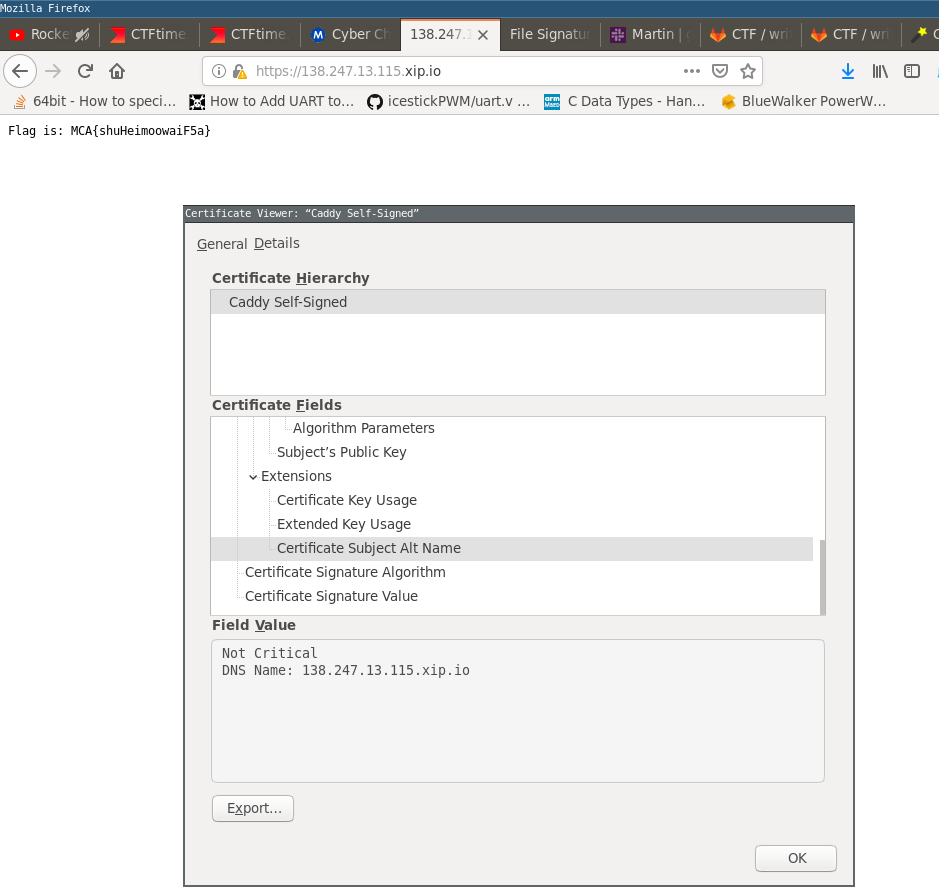 Mozilla Firefox
Rocke CTFtime CTFtime Cyber Ch 138.247.1 File Signatu Martin | CTF / wri CTF / wri
https://138.247.13.115.xip.io
64bit - How to speci... How to Add UART to... icestickPWM/uart.v ... C Data Types - Han... BlueWalker PowerW...
Flag is: MCA{shuHeimoowaiF5a}
Certificate Viewer: “Caddy Self-Signed”
General Details
Certificate Hierarchy
Caddy Self-Signed
Certificate Fields
Algorithm Parameters
Subject’s Public Key
Extensions
Certificate Key Usage
Extended Key Usage
Certificate Subject Alt Name
Certificate Signature Algorithm
Certificate Signature Value
Field Value
Not Critical
DNS Name: 138.247.13.115.xip.io
Export...
OK